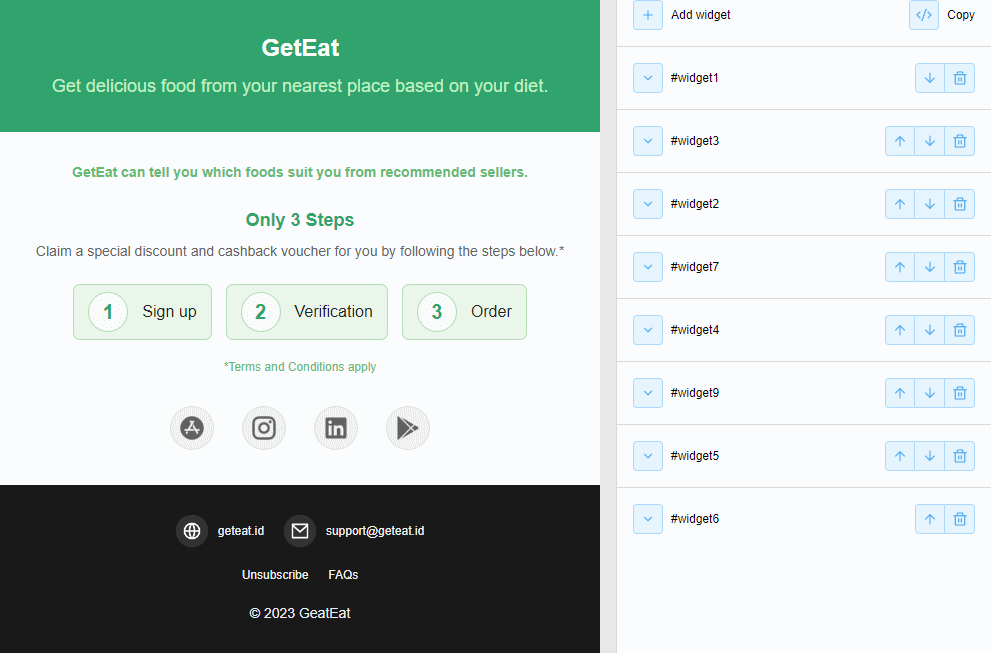 GetEat
Get delicious food from your nearest place based on your diet.
GetEat can tell you which foods suit you from recommended sellers.
Only 3 Steps
Claim a special discount and cashback voucher for you by following the steps below.*
1 Sign up 2 Verification 3 Order
*Terms and Conditions apply
geteat.id support@geteat.id
Unsubscribe FAQs
© 2023 GeatEat
Add widget Copy
#widget1
#widget3
#widget2
#widget7
#widget4
#widget9
#widget5
#widget6